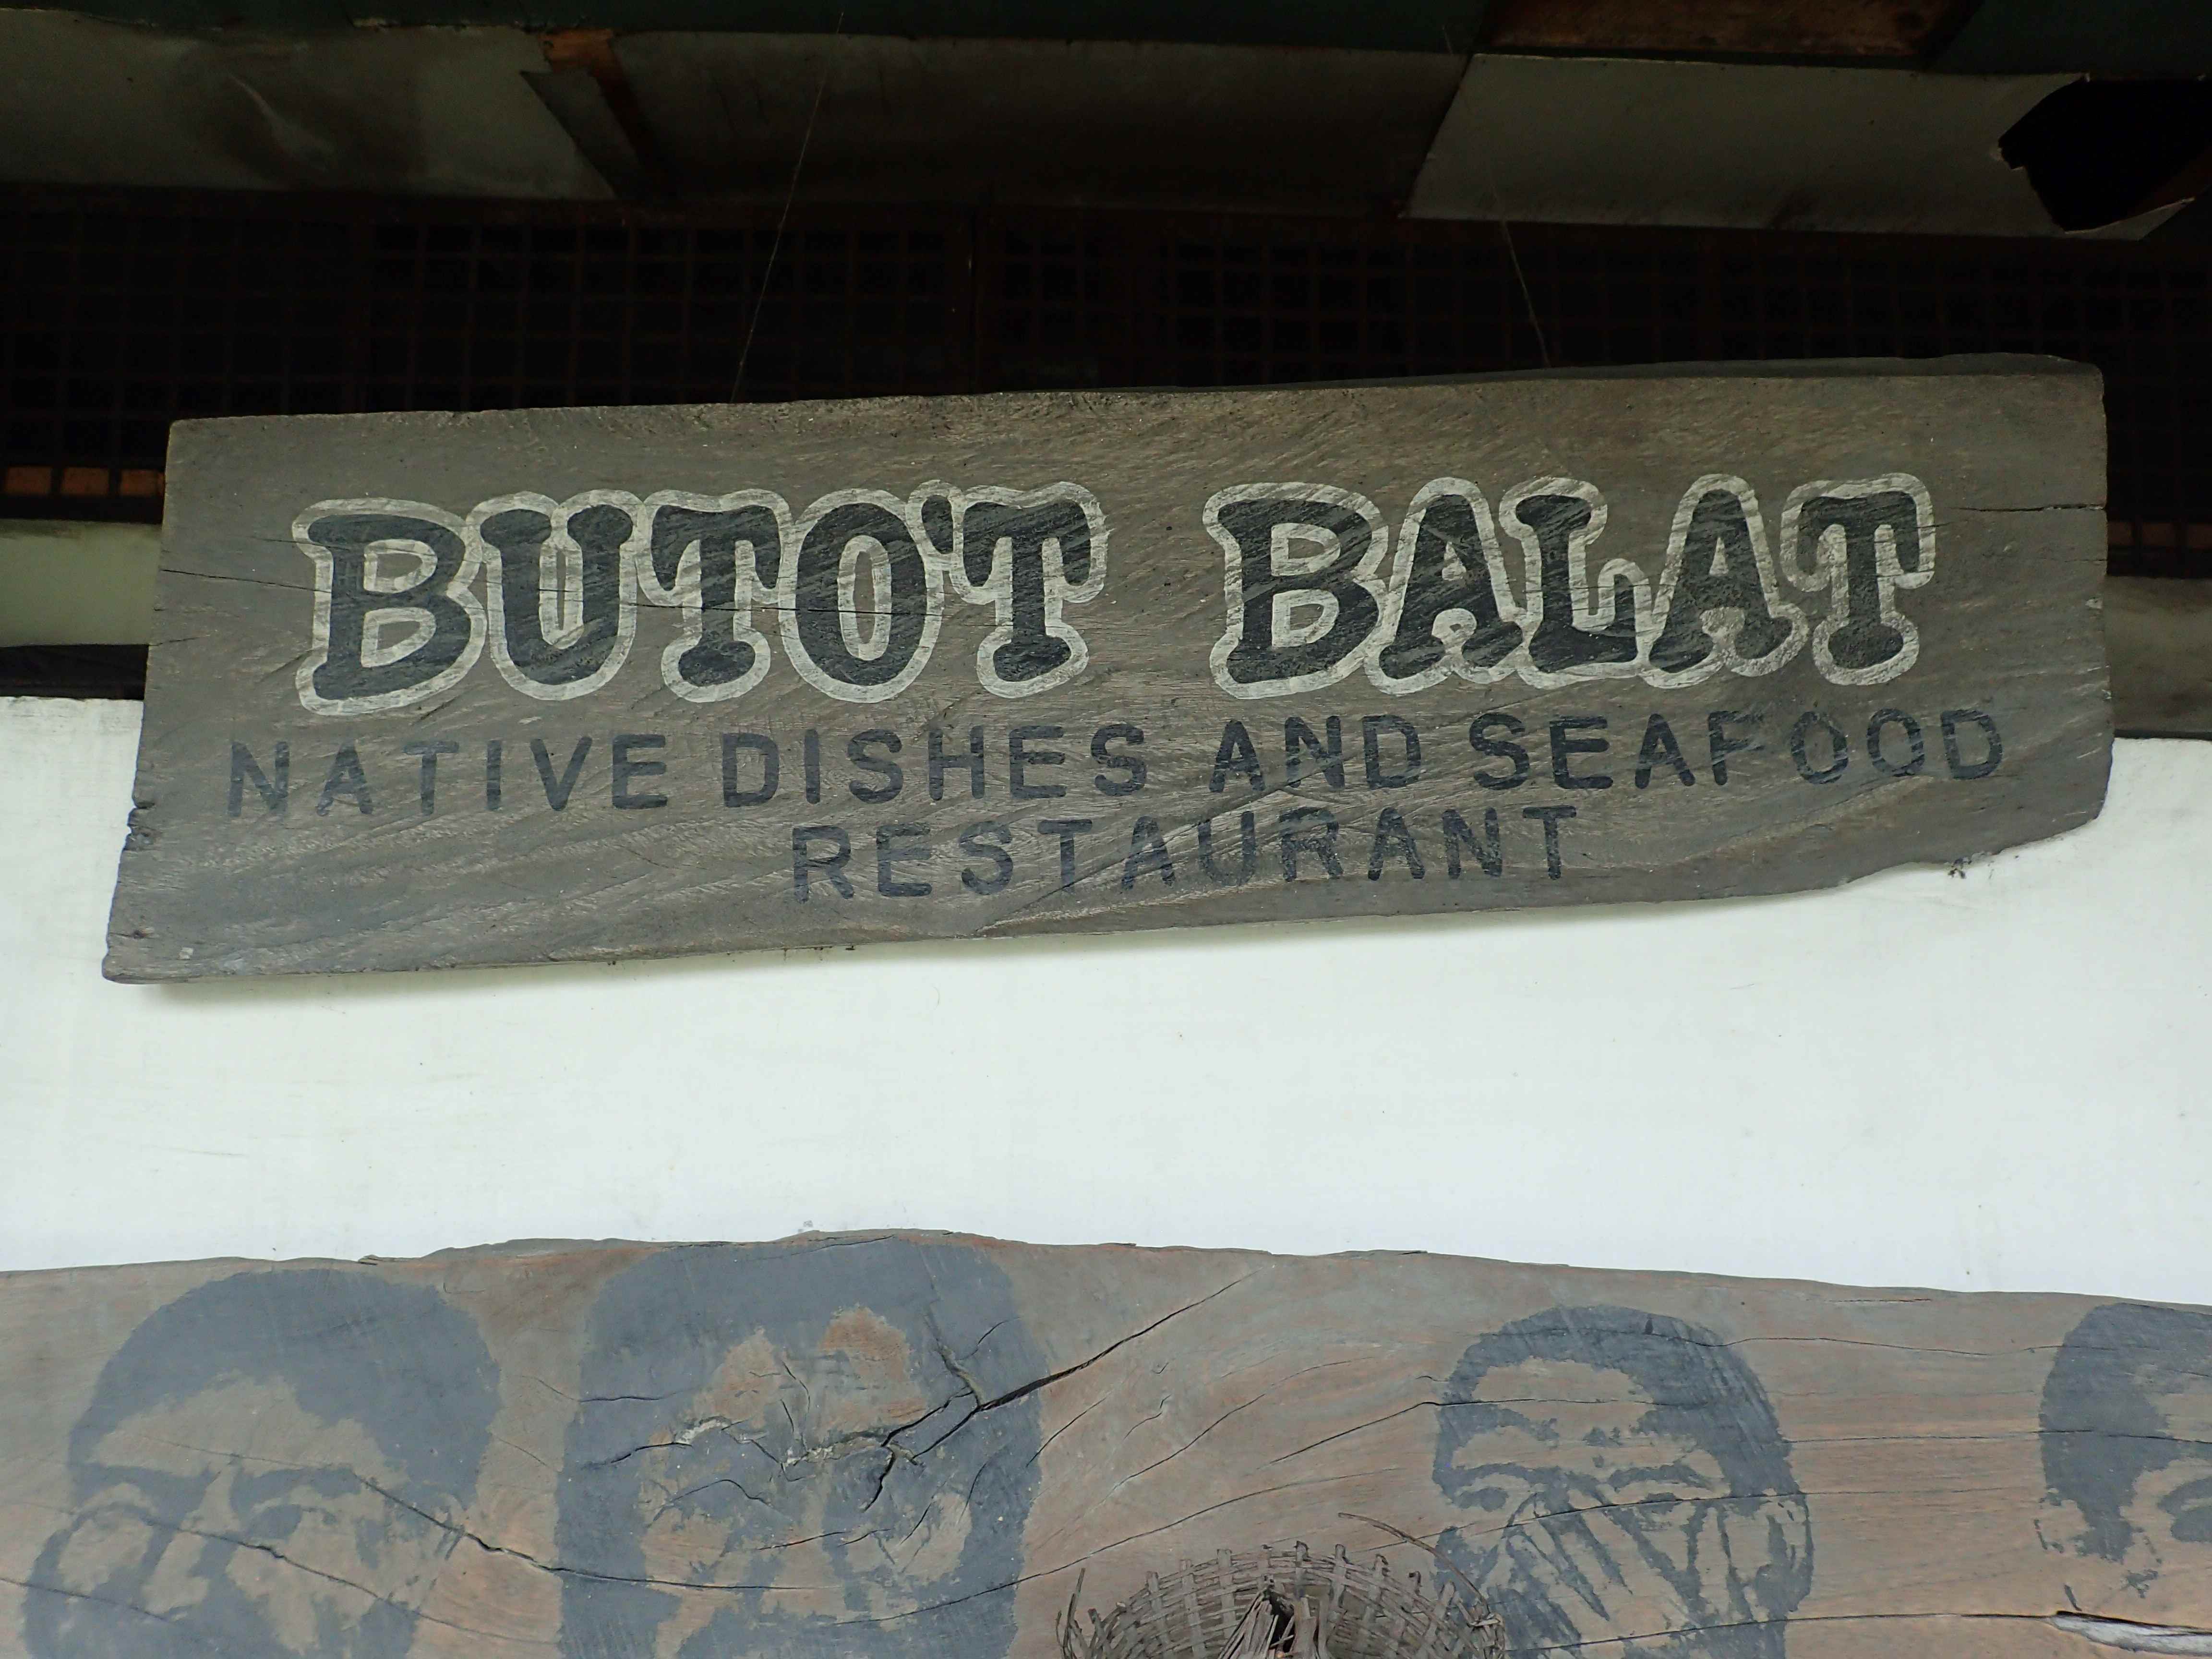 BUTO'T BALAT
NATIVE DISHES AND SEAFOOD
RESTAURANT